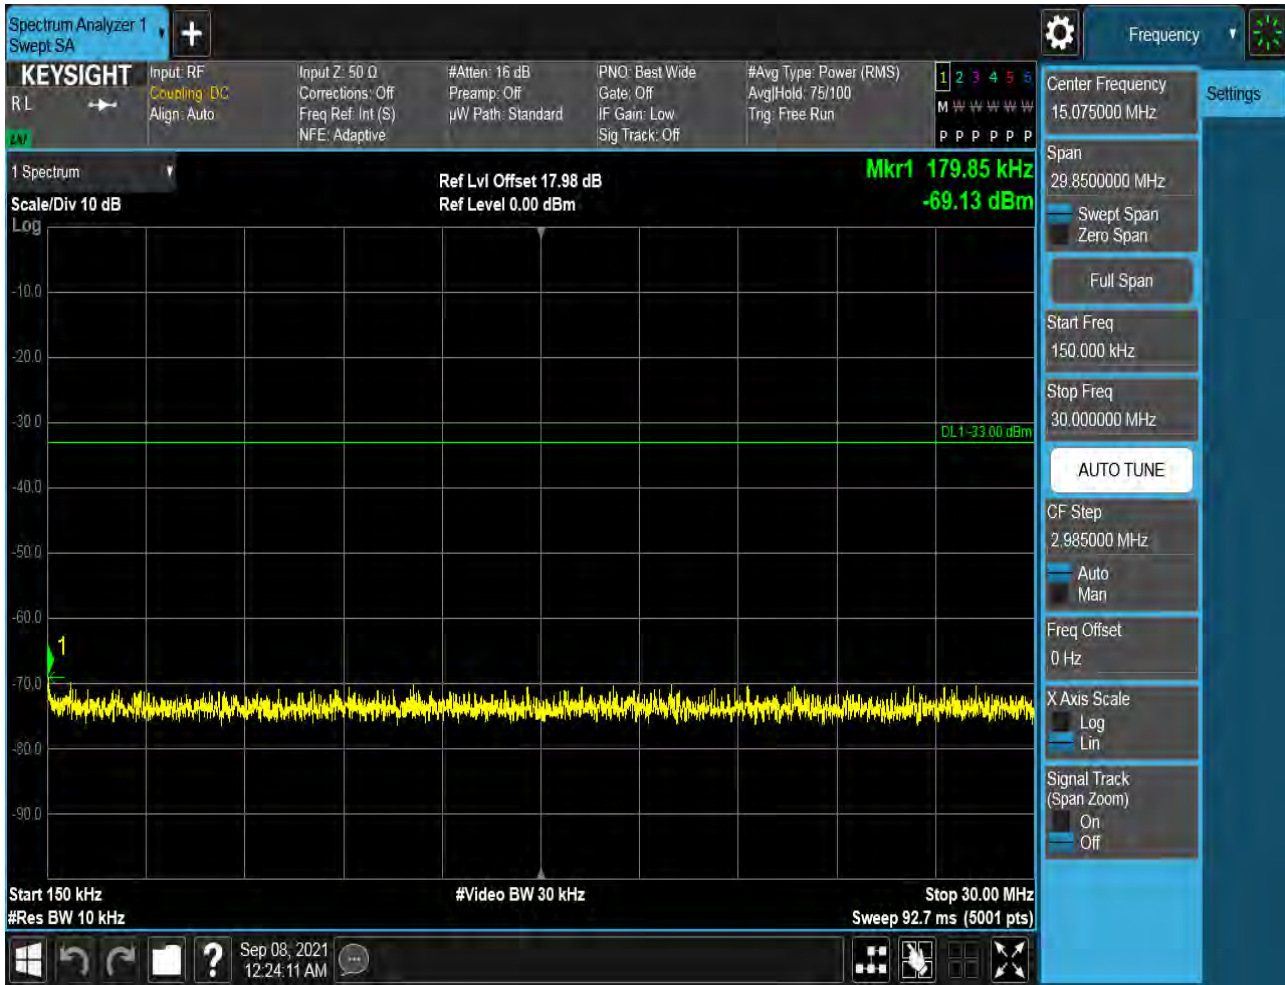 Spectrum Analyzer 1
Swept SA
Frequency
KEYSIGHT
R L
LNI
Input: RF
Coupling: DC
Align: Auto
Input Z: 50 Ω
Corrections: Off
Freq Ref: Int (S)
NFE: Adaptive
#Atten: 16 dB
Preamp: Off
µW Path: Standard
PNO: Best Wide
Gate: Off
IF Gain: Low
Sig Track: Off
#Avg Type: Power (RMS)
Avg|Hold: 75/100
Trig: Free Run
1 2 3 4 5 6
M W W W W W
P P P P P P
1 Spectrum
Scale/Div 10 dB
Log
Ref Lvl Offset 17.98 dB
Ref Level 0.00 dBm
Mkr1 179.85 kHz
-69.13 dBm
-10.0
-20.0
-30.0
DL1 -33.00 dBm
-40.0
-50.0
-60.0
1
-70.0
-80.0
-90.0
Start 150 kHz
#Res BW 10 kHz
#Video BW 30 kHz
Stop 30.00 MHz
Sweep 92.7 ms (5001 pts)
Center Frequency
15.075000 MHz
Settings
Span
29.8500000 MHz
Swept Span
Zero Span
Full Span
Start Freq
150.000 kHz
Stop Freq
30.000000 MHz
AUTO TUNE
CF Step
2.985000 MHz
Auto
Man
Freq Offset
0 Hz
X Axis Scale
Log
Lin
Signal Track
(Span Zoom)
On
Off
?
Sep 08, 2021
12:24:11 AM